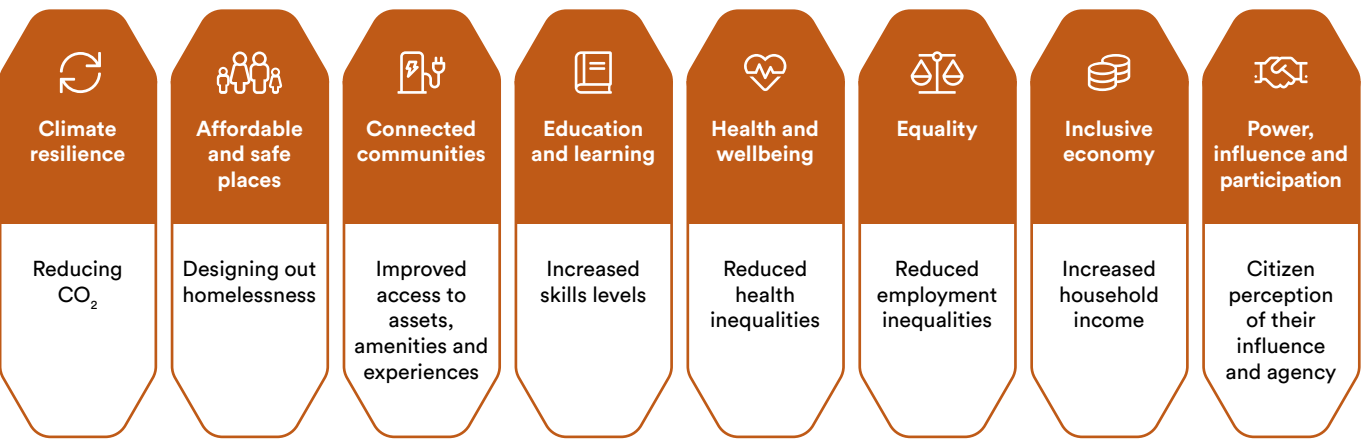 Climate
resilience
Reducing
CO₂
Affordable
and safe
places
Designing out
homelessness
Connected
communities
Improved
access to
assets,
amenities and
experiences
Education
and learning
Increased
skills levels
Health and
wellbeing
Reduced
health
inequalities
Equality
Reduced
employment
inequalities
Inclusive
economy
Increased
household
income
Power,
influence and
participation
Citizen
perception
of their
influence
and agency